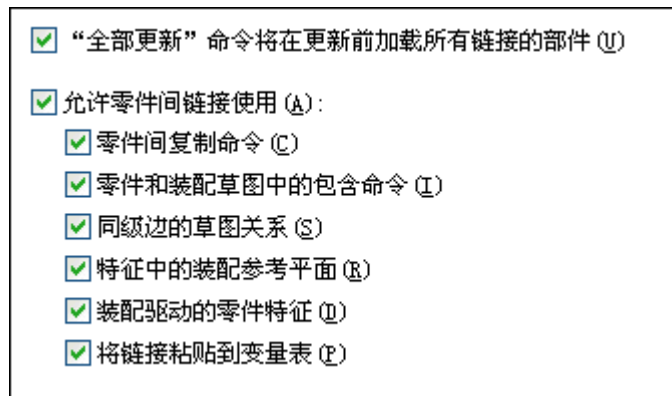 “全部更新”命令将在更新前加载所有链接的部件(U)
允许零件间链接使用(A):
零件间复制命令(C)
零件和装配草图中的包含命令(I)
同级边的草图关系(S)
特征中的装配参考平面(R)
装配驱动的零件特征(D)
将链接粘贴到变量表(P)